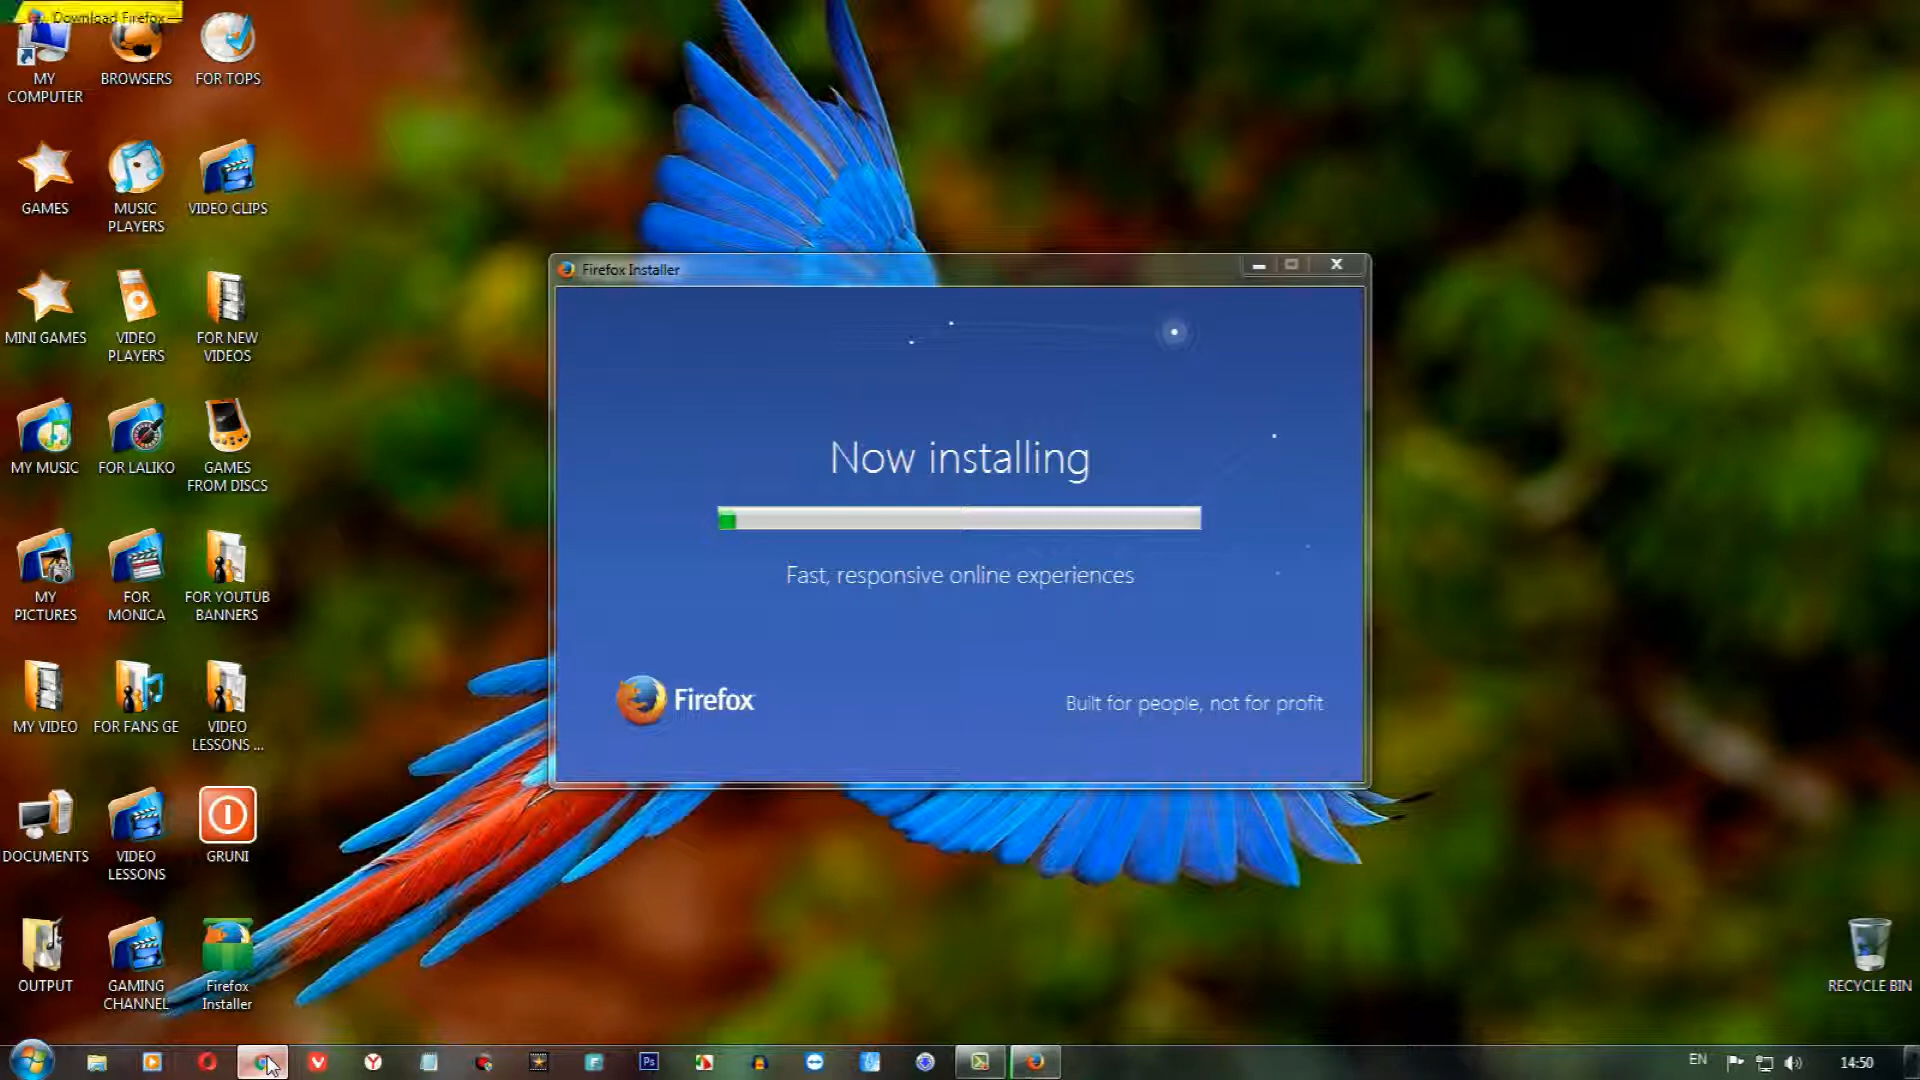 Download Firefox
MY
COMPUTER
BROWSERS
FOR TOPS
GAMES
MUSIC
PLAYERS
VIDEO CLIPS
MINI GAMES
VIDEO
PLAYERS
FOR NEW
VIDEOS
MY MUSIC
FOR LALIKO
GAMES
FROM DISCS
MY
PICTURES
FOR
MONICA
FOR YOUTUB
BANNERS
MY VIDEO
FOR FANS GE
VIDEO
LESSONS ...
DOCUMENTS
VIDEO
LESSONS
GRUNI
OUTPUT
GAMING
CHANNEL
Firefox
Installer
Firefox Installer
Now installing
Fast, responsive online experiences
Firefox
Built for people, not for profit
RECYCLE BIN
Ps
EN
14:50